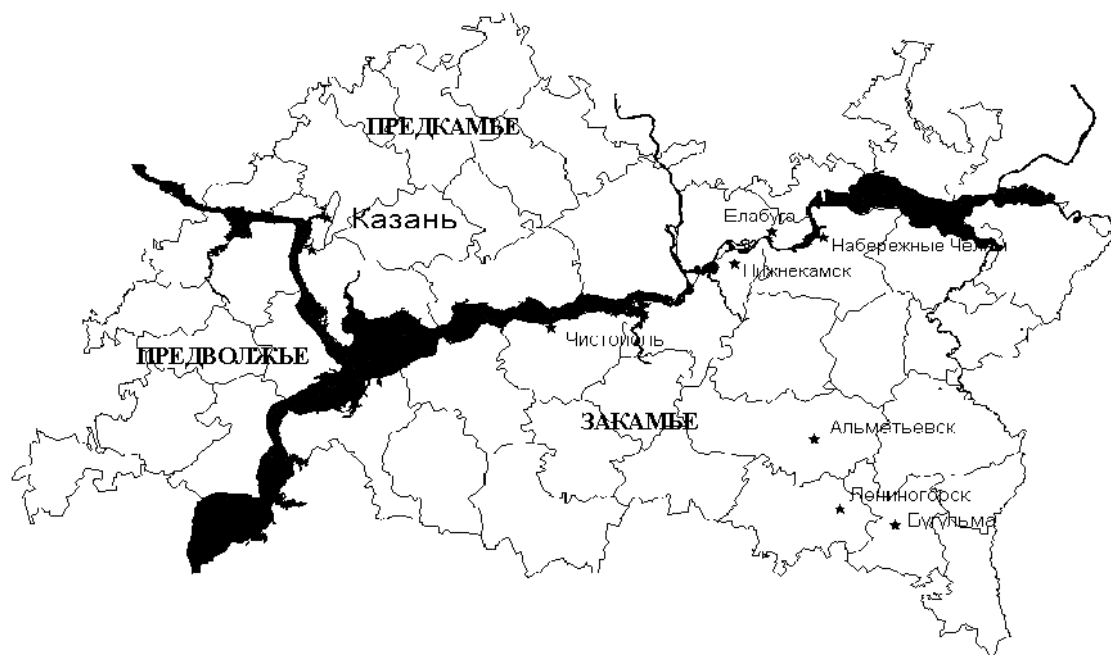 ПРЕДКАМЬЕ
Казань
Елабуга
Набережные Челны
Нижнекамск
Чистополь
ПРЕДВОЛЖЬЕ
ЗАКАМЬЕ
Альметьевск
Лениногорск
Бугульма